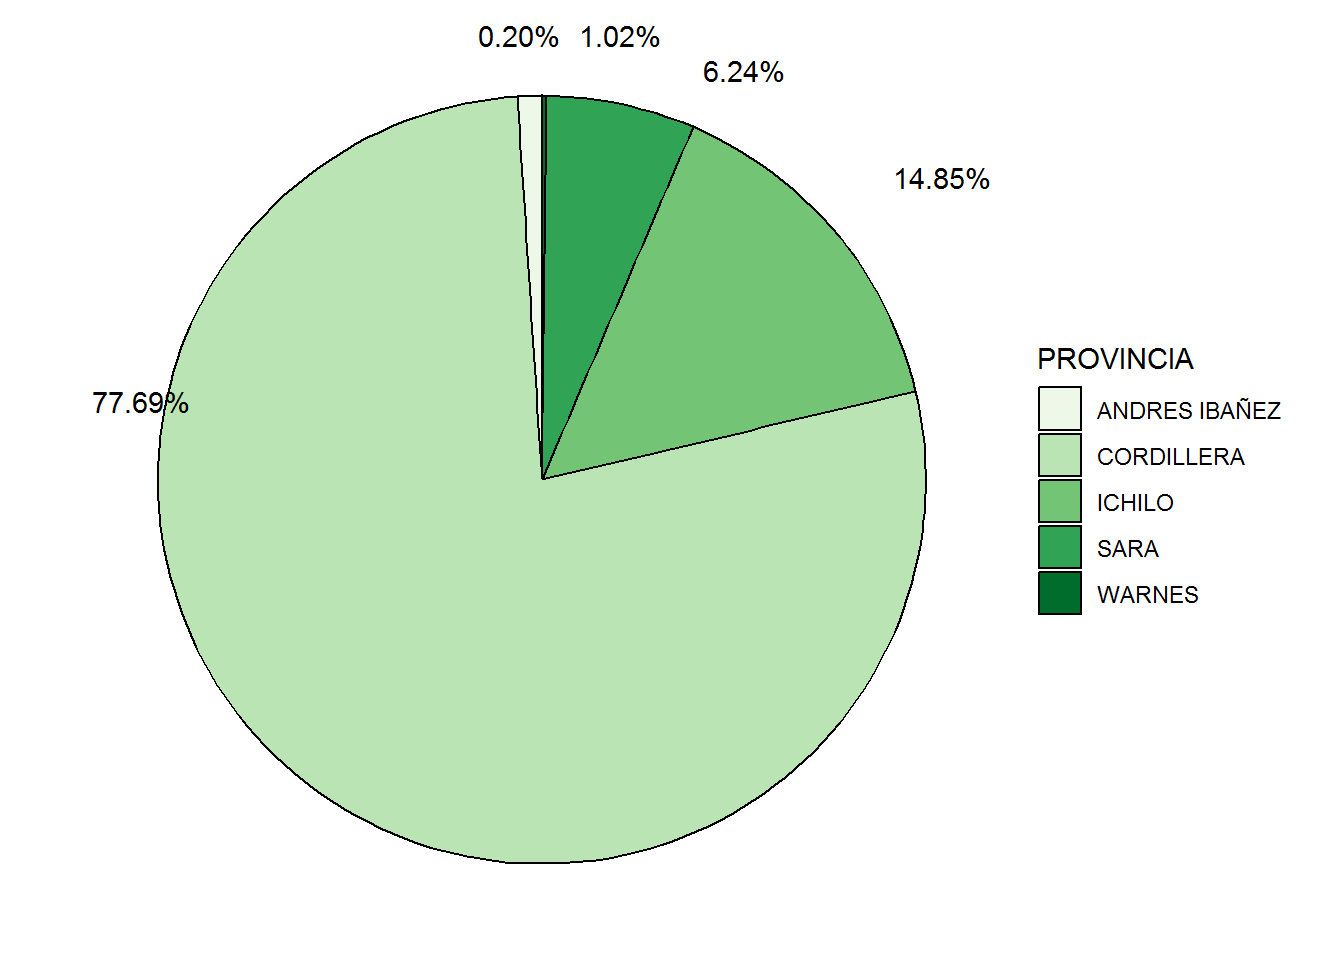 0.20% 1.02%
6.24%
14.85%
77.69%
PROVINCIA
ANDRES IBAÑEZ
CORDILLERA
ICHILO
SARA
WARNES